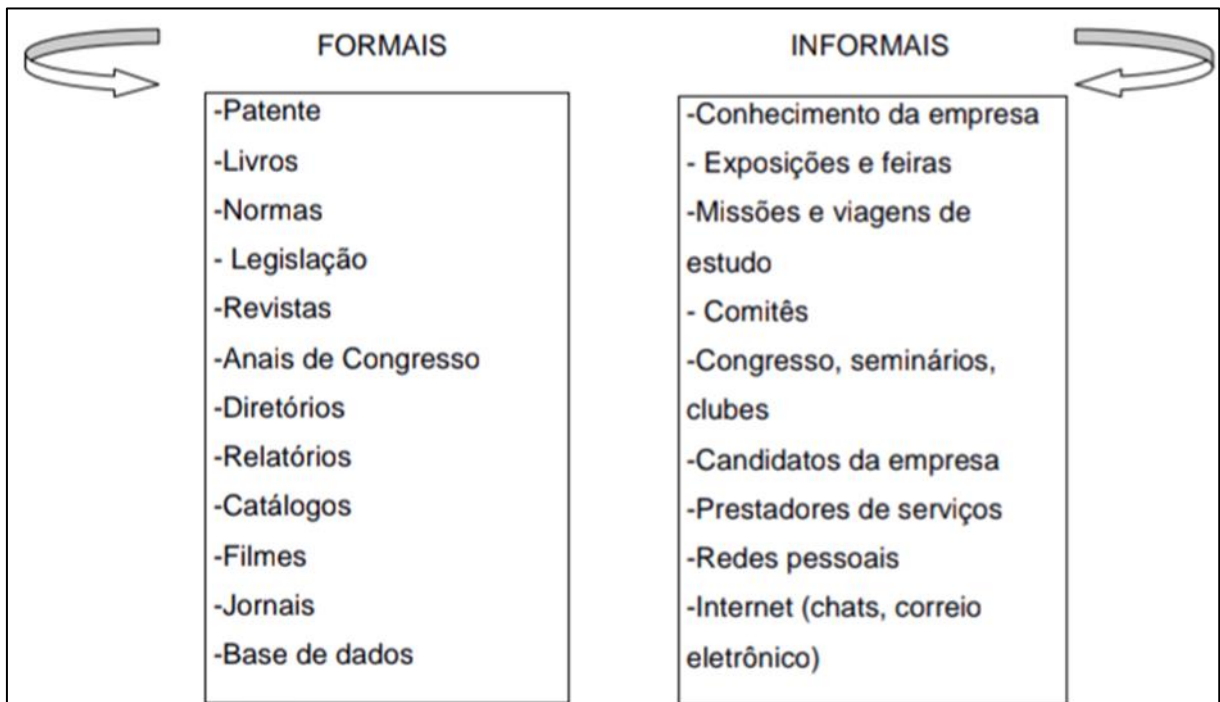 FORMAIS
-Patente
-Livros
-Normas
- Legislação
-Revistas
-Anais de Congresso
-Diretórios
-Relatórios
-Catálogos
-Filmes
-Jornais
-Base de dados
INFORMAIS
-Conhecimento da empresa
- Exposições e feiras
-Missões e viagens de
estudo
- Comitês
-Congresso, seminários,
clubes
-Candidatos da empresa
-Prestadores de serviços
-Redes pessoais
-Internet (chats, correio
eletrônico)